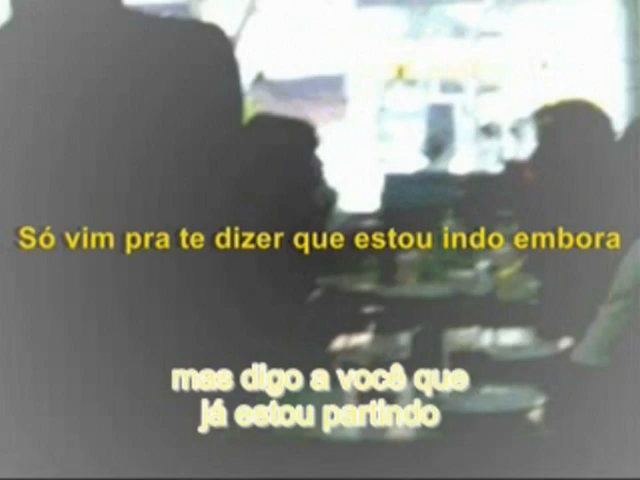 Só vim pra te dizer que estou indo embora
mas digo a você que
já estou partindo